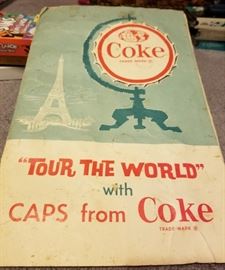 Coke
TRADE MARK ®
"TOUR THE WORLD"
with
CAPS from Coke
TRADE-MARK ®